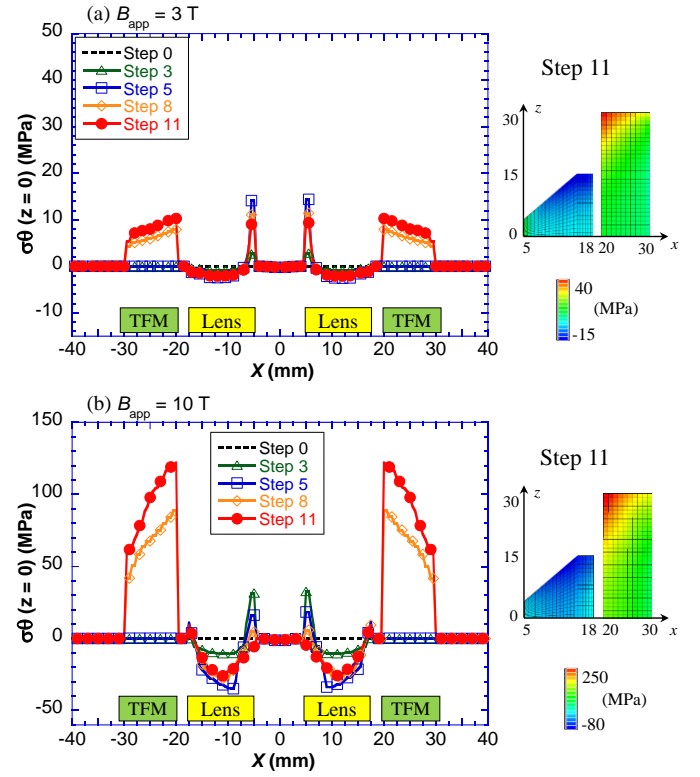 (a) B_app = 3 T
50
40
30
20
10
0
-10
σθ (z = 0) (MPa)
Step 0
Step 3
Step 5
Step 8
Step 11
TFM
Lens
Lens
TFM
-40 -30 -20 -10 0 10 20 30 40
X (mm)
Step 11
z
30
15
5 18 20 30 x
40
(MPa)
-15
(b) B_app = 10 T
150
100
50
0
-50
σθ (z = 0) (MPa)
Step 0
Step 3
Step 5
Step 8
Step 11
TFM
Lens
Lens
TFM
-40 -30 -20 -10 0 10 20 30 40
X (mm)
Step 11
z
30
15
5 18 20 30 x
250
(MPa)
-80